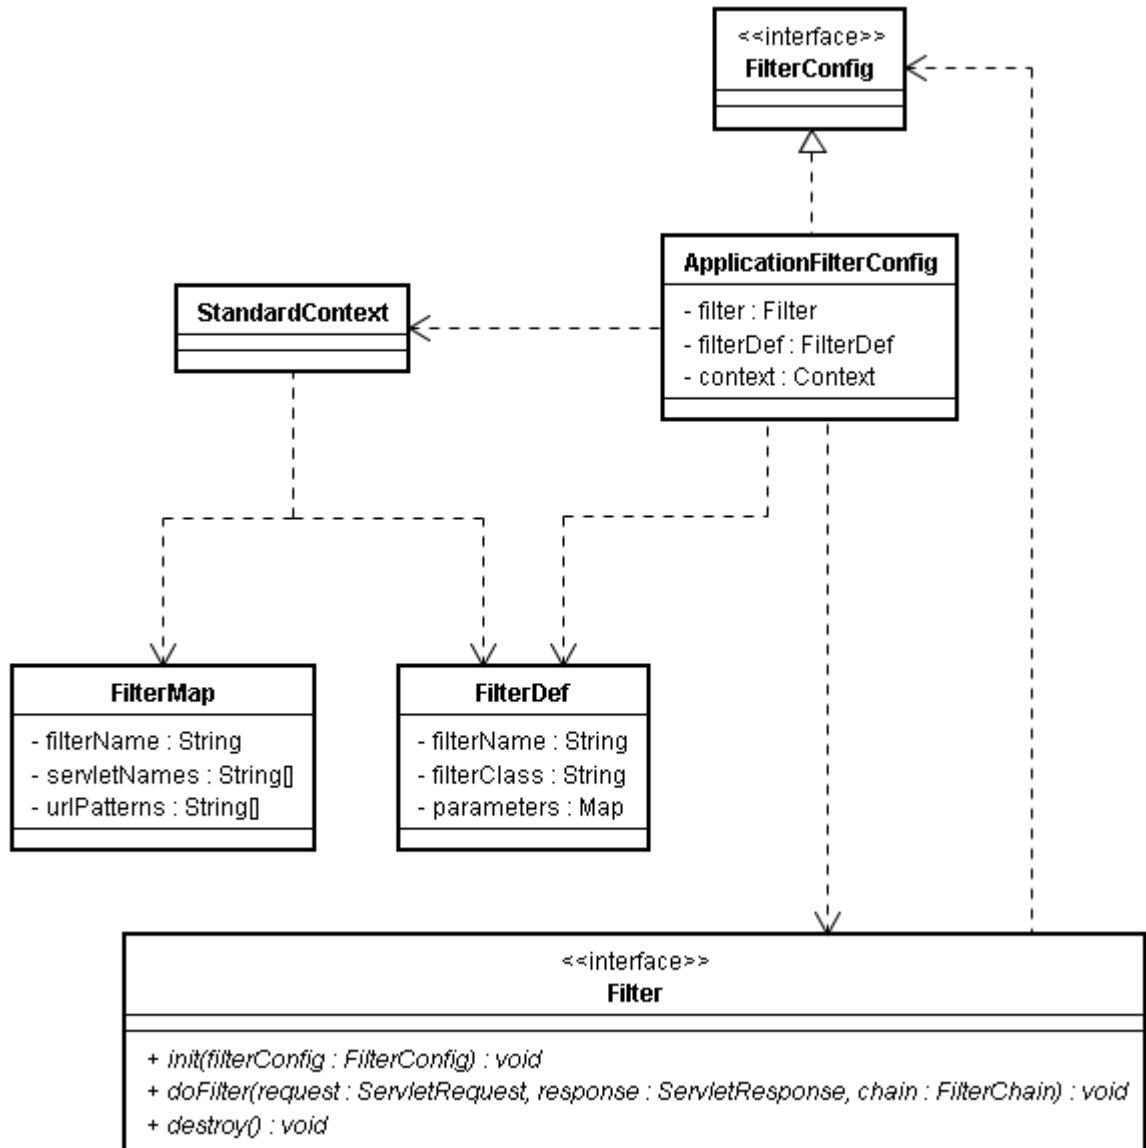 <<interface>>
FilterConfig
ApplicationFilterConfig
- filter : Filter
- filterDef : FilterDef
- context : Context
StandardContext
FilterMap
- filterName : String
- servletNames : String[]
- urlPatterns : String[]
FilterDef
- filterName : String
- filterClass : String
- parameters : Map
<<interface>>
Filter
+ init(filterConfig : FilterConfig) : void
+ doFilter(request : ServletRequest, response : ServletResponse, chain : FilterChain) : void
+ destroy() : void